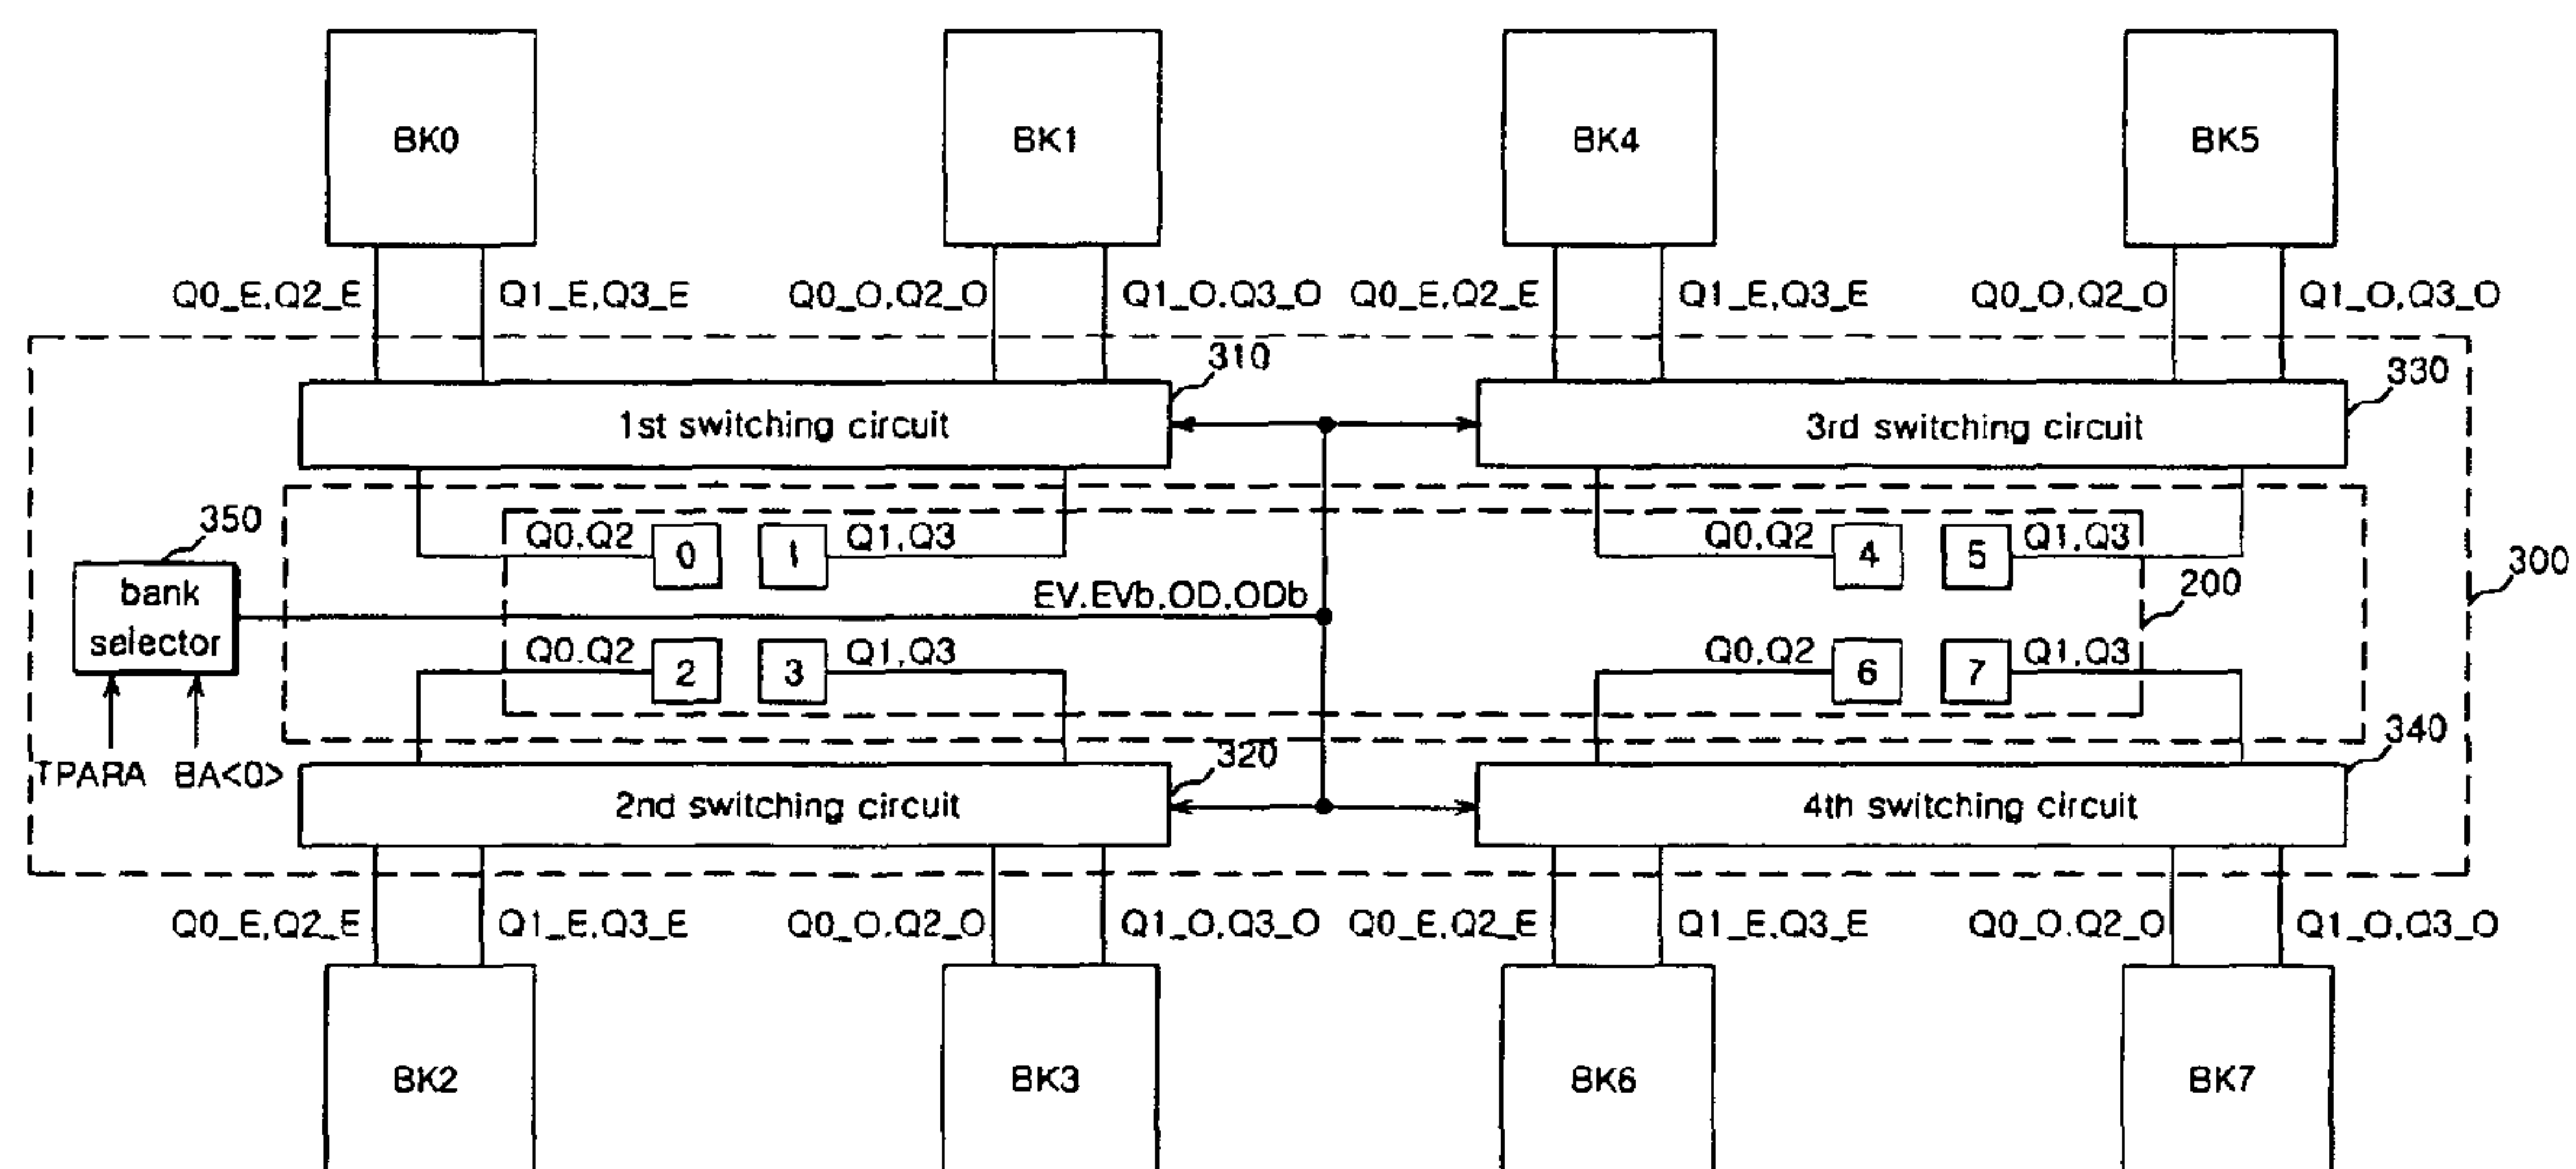 BK0 BK1 BK4 BK5
Q0_E,Q2_E Q1_E,Q3_E Q0_O,Q2_O Q1_O,Q3_O Q0_E,Q2_E Q1_E,Q3_E Q0_O,Q2_O Q1_O,Q3_O
310 330
1st switching circuit 3rd switching circuit
350
Q0,Q2 0 1 Q1,Q3 Q0,Q2 4 5 Q1,Q3 300
bank
selector
EV,EVb,OD,ODb 200
Q0,Q2 2 3 Q1,Q3 Q0,Q2 6 7 Q1,Q3
TPARA BA<0> 320 340
2nd switching circuit 4th switching circuit
Q0_E,Q2_E Q1_E,Q3_E Q0_O,Q2_O Q1_O,Q3_O Q0_E,Q2_E Q1_E,Q3_E Q0_O,Q2_O Q1_O,Q3_O
BK2 BK3 BK6 BK7